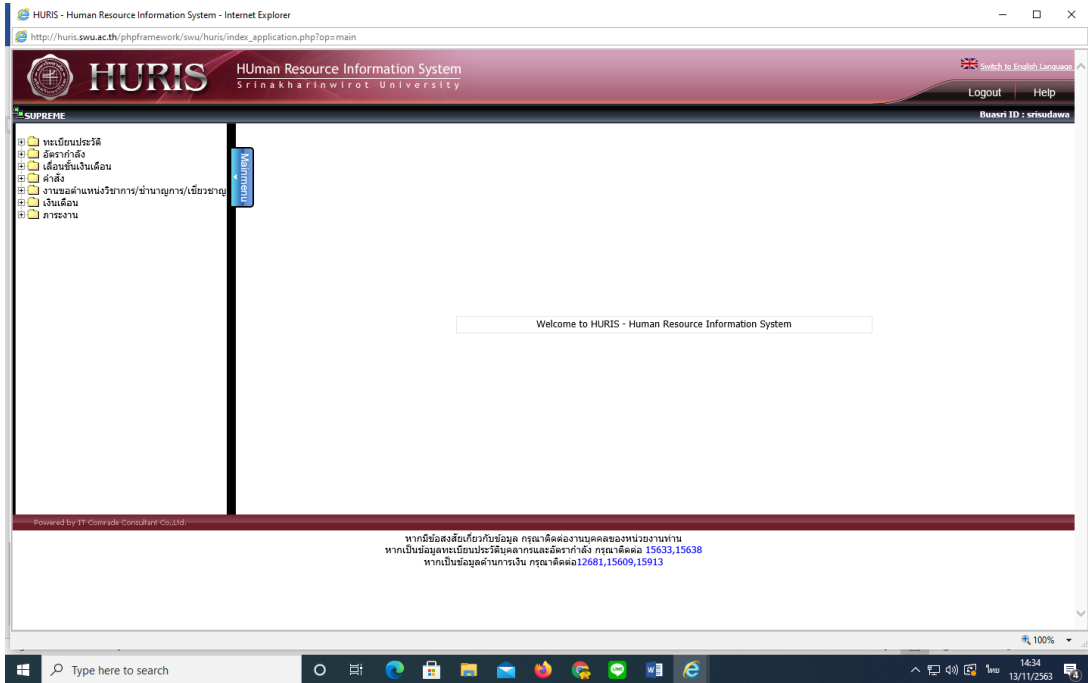 HURIS - Human Resource Information System - Internet Explorer
http://huris.swu.ac.th/phpframework/swu/huris/index_application.php?op=main
HURIS
HUman Resource Information System
Srinakharinwirot University
Switch to English Language
Logout Help
SUPREME
Buasri ID : srisudawa
ทะเบียนประวัติ
อัตรากำลัง
เลื่อนขั้นเงินเดือน
คำสั่ง
งานขอตำแหน่งวิชาการ/ชำนาญการ/เชี่ยวชาญ
เงินเดือน
ภาระงาน
Mainmenu
Welcome to HURIS - Human Resource Information System
Powered by IT Comrade Consultant Co.,Ltd.
หากมีข้อสงสัยเกี่ยวกับข้อมูล กรุณาติดต่องานบุคคลของหน่วยงานท่าน
หากเป็นข้อมูลทะเบียนประวัติบุคลากรและอัตรากำลัง กรุณาติดต่อ 15633,15638
หากเป็นข้อมูลด้านการเงิน กรุณาติดต่อ12681,15609,15913
100%
Type here to search
ไทย
14:34
13/11/2563
4